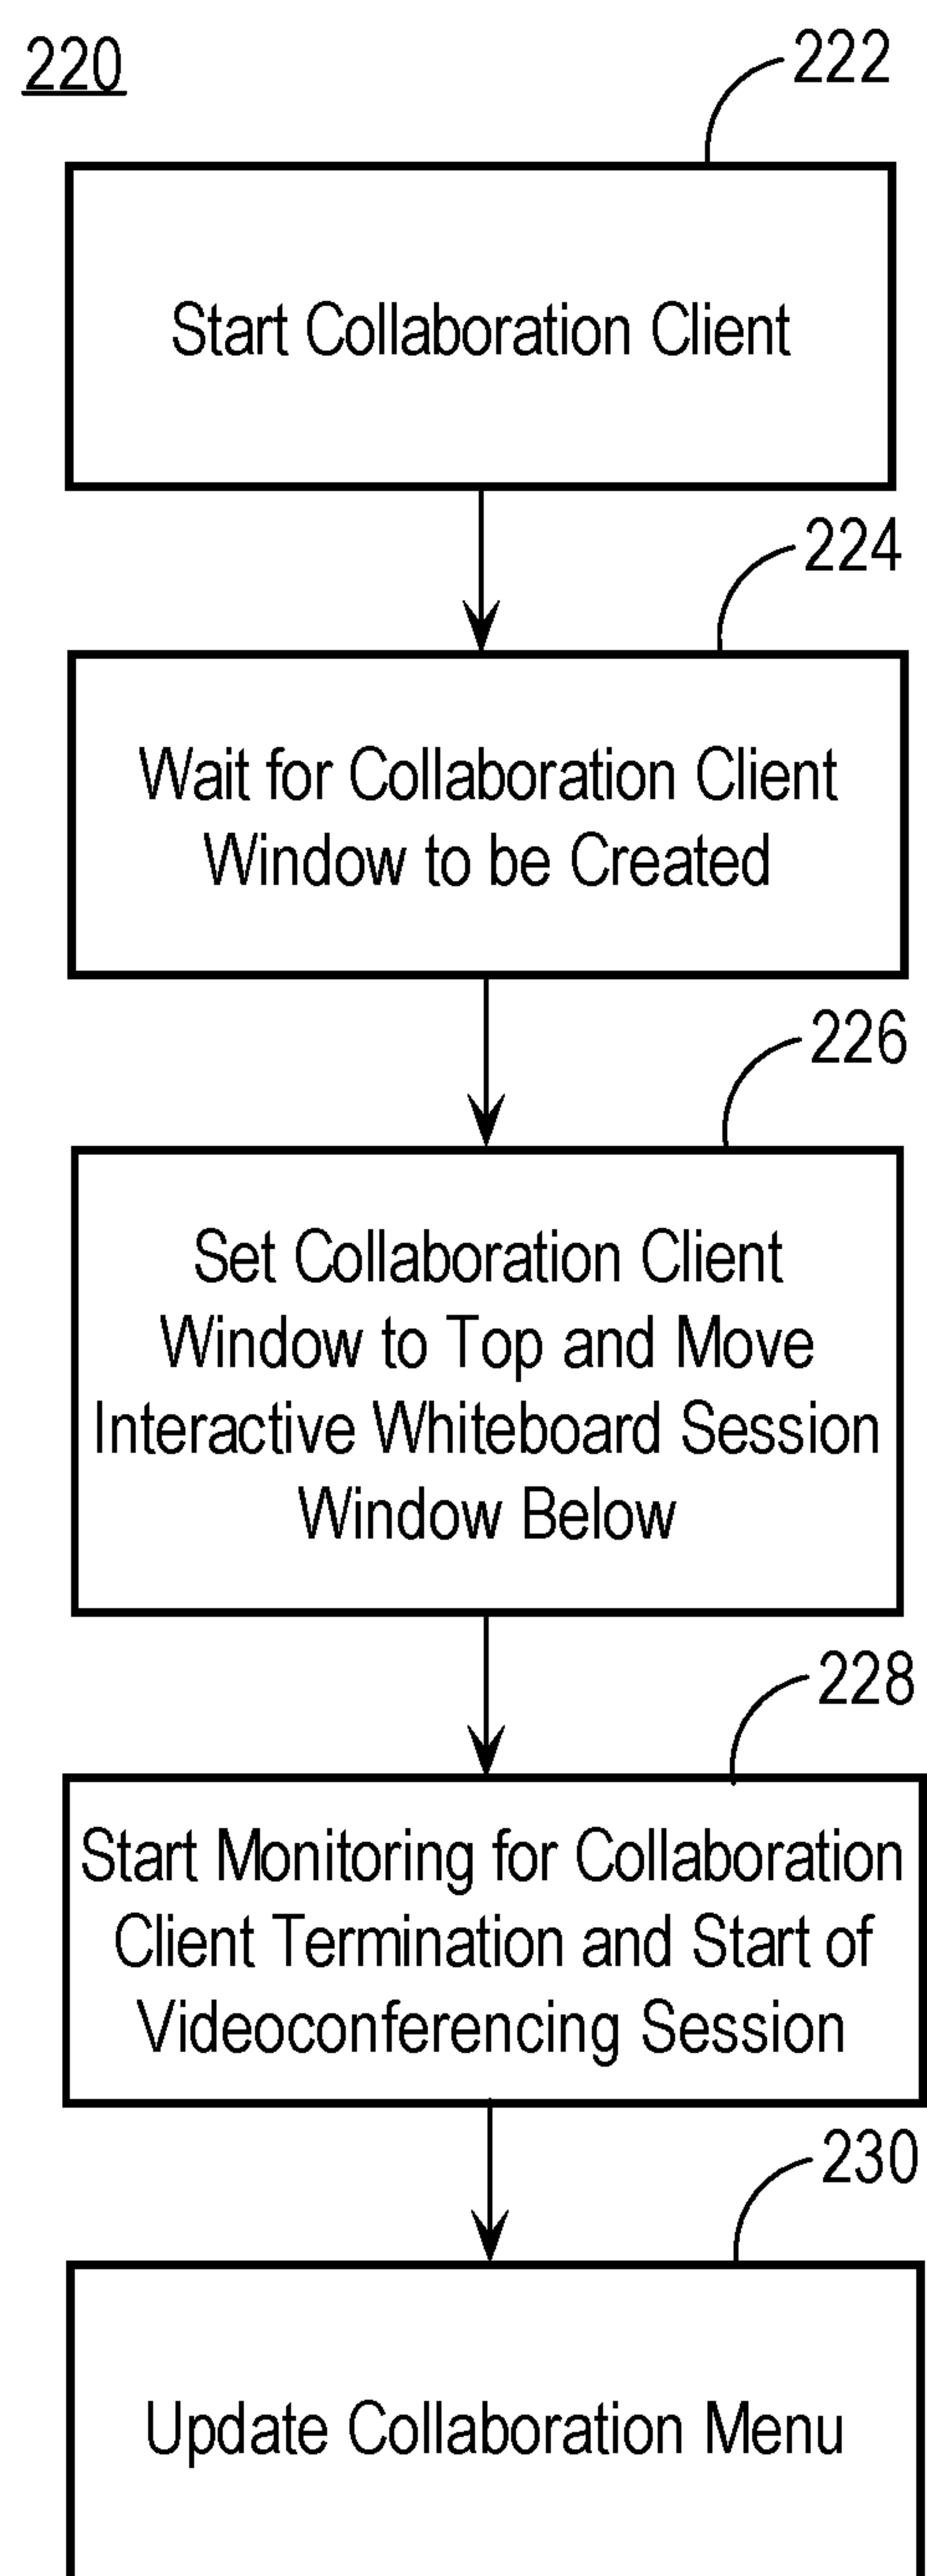 220
222
Start Collaboration Client
224
Wait for Collaboration Client
Window to be Created
226
Set Collaboration Client
Window to Top and Move
Interactive Whiteboard Session
Window Below
228
Start Monitoring for Collaboration
Client Termination and Start of
Videoconferencing Session
230
Update Collaboration Menu